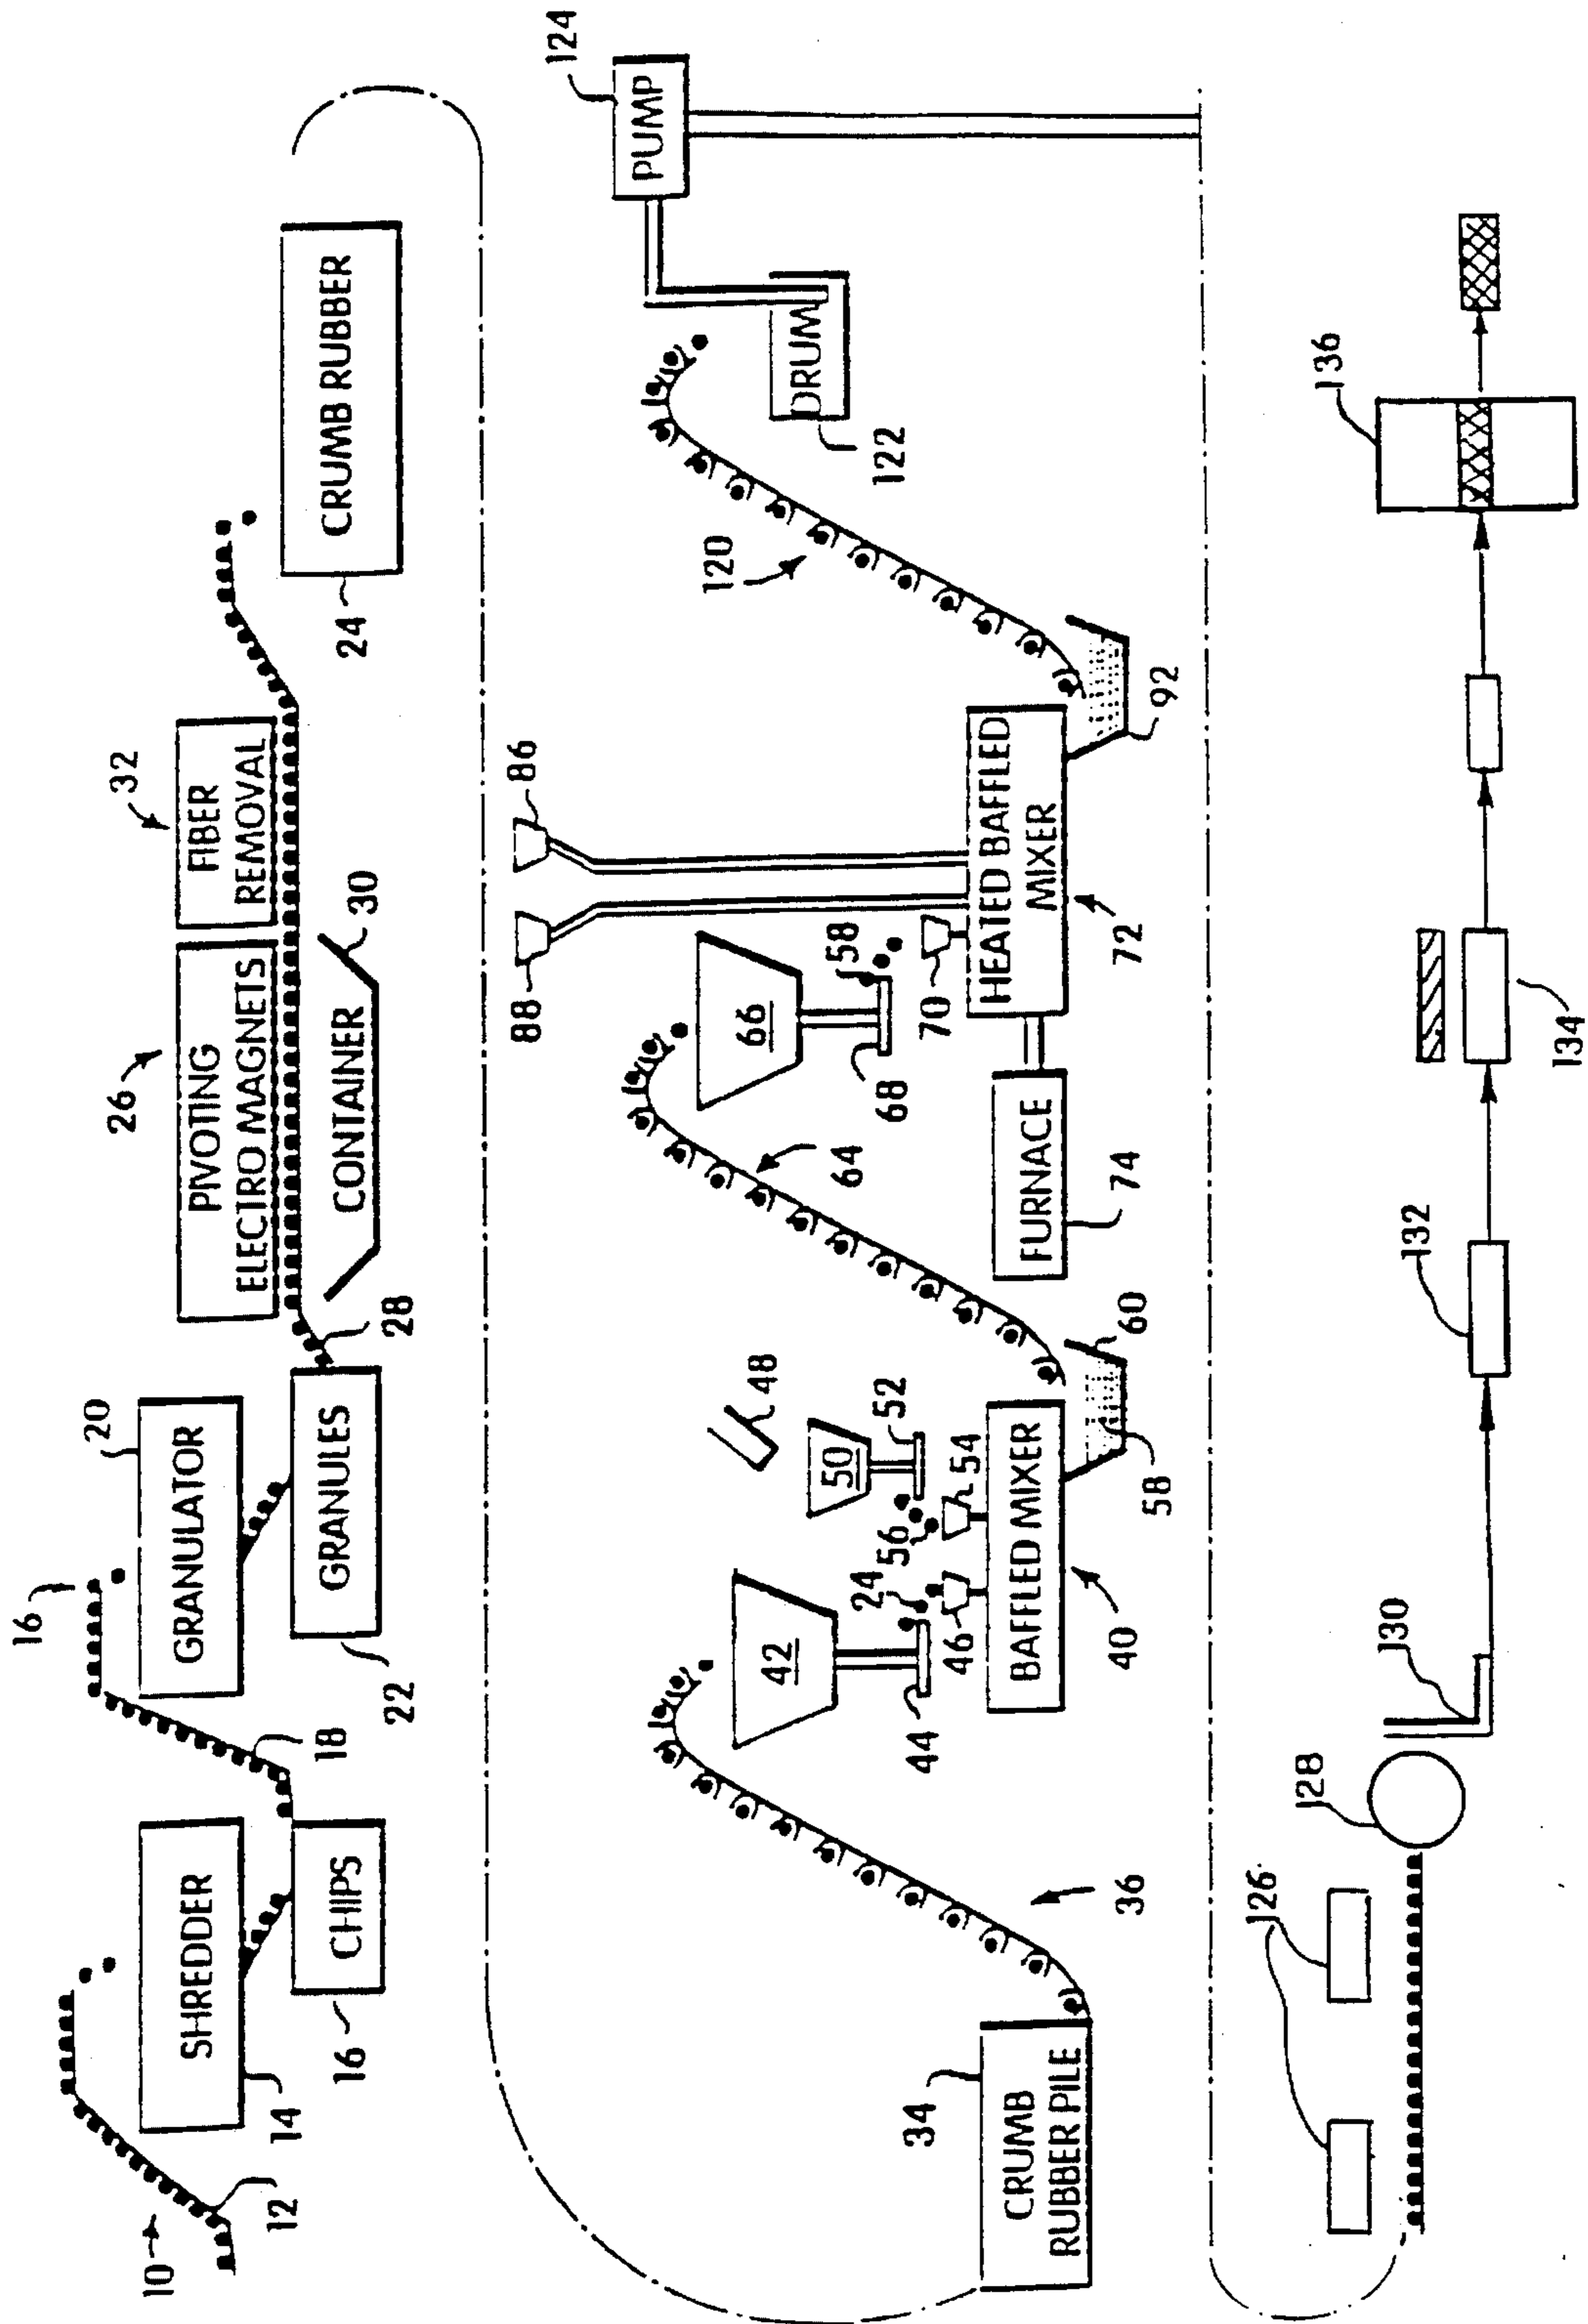 10
12
SHREDDER
14
CHIPS
16
18
16
GRANULATOR
20
GRANULES
22
28
PIVOTING
ELECTRO MAGNETS
26
CONTAINER
30
FIBER
REMOVAL
32
CRUMB RUBBER
24
CRUMB
RUBBER PILE
34
36
42
44
24
46
48
50
52
54
56
BAFFLED MIXER
40
58
60
64
66
68
58
70
88
86
HEATED BAFFLED
MIXER
72
FURNACE
74
92
120
DRUM
122
PUMP
124
126
128
130
132
134
136